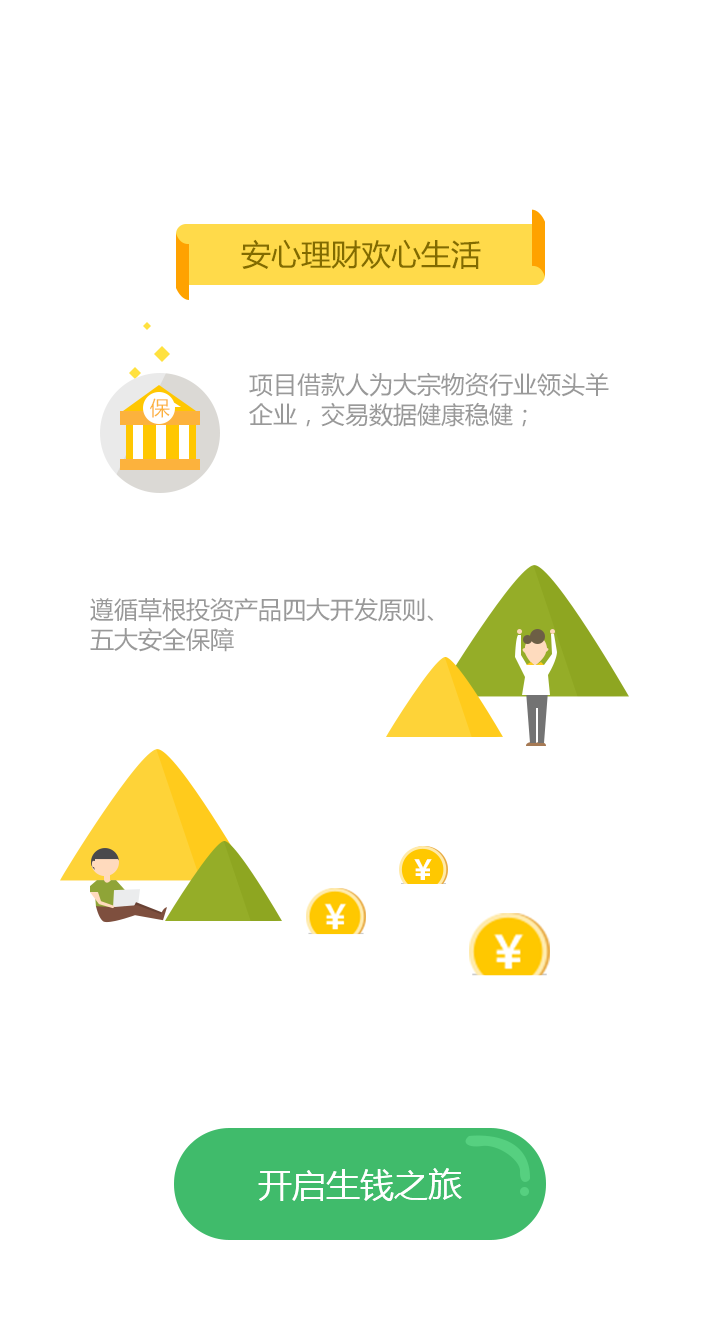 安心理财欢心生活
保
项目借款人为大宗物资行业领头羊
企业，交易数据健康稳健；
遵循草根投资产品四大开发原则、
五大安全保障
¥
¥
¥
开启生钱之旅